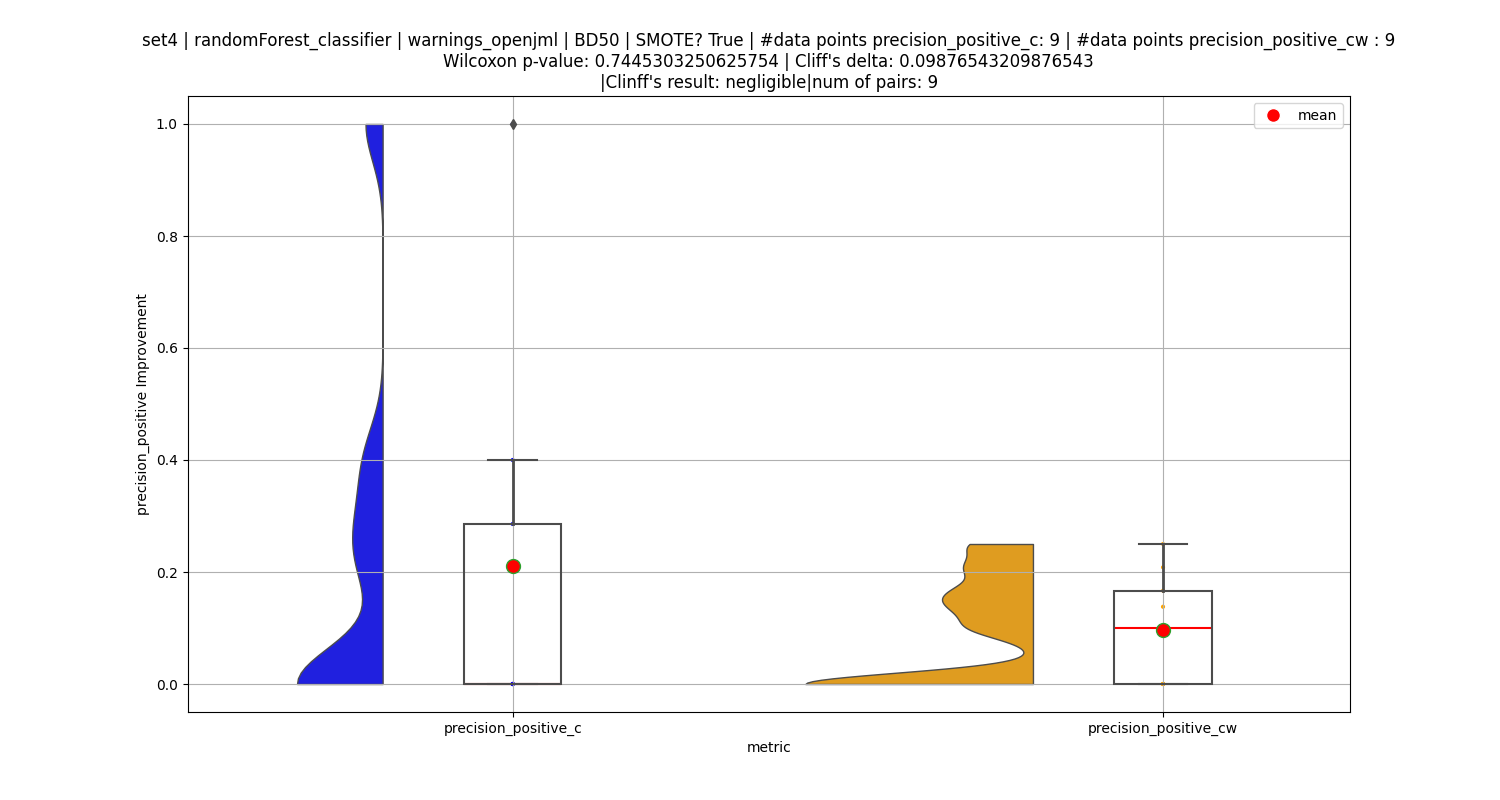 set4 | randomForest_classifier | warnings_openjml | BD50 | SMOTE? True | #data points precision_positive_c: 9 | #data points precision_positive_cw : 9
Wilcoxon p-value: 0.7445303250625754 | Cliff's delta: 0.09876543209876543
|Clinff's result: negligible|num of pairs: 9
mean
1.0
0.8
0.6
0.4
0.2
0.0
precision_positive Improvement
precision_positive_c
precision_positive_cw
metric